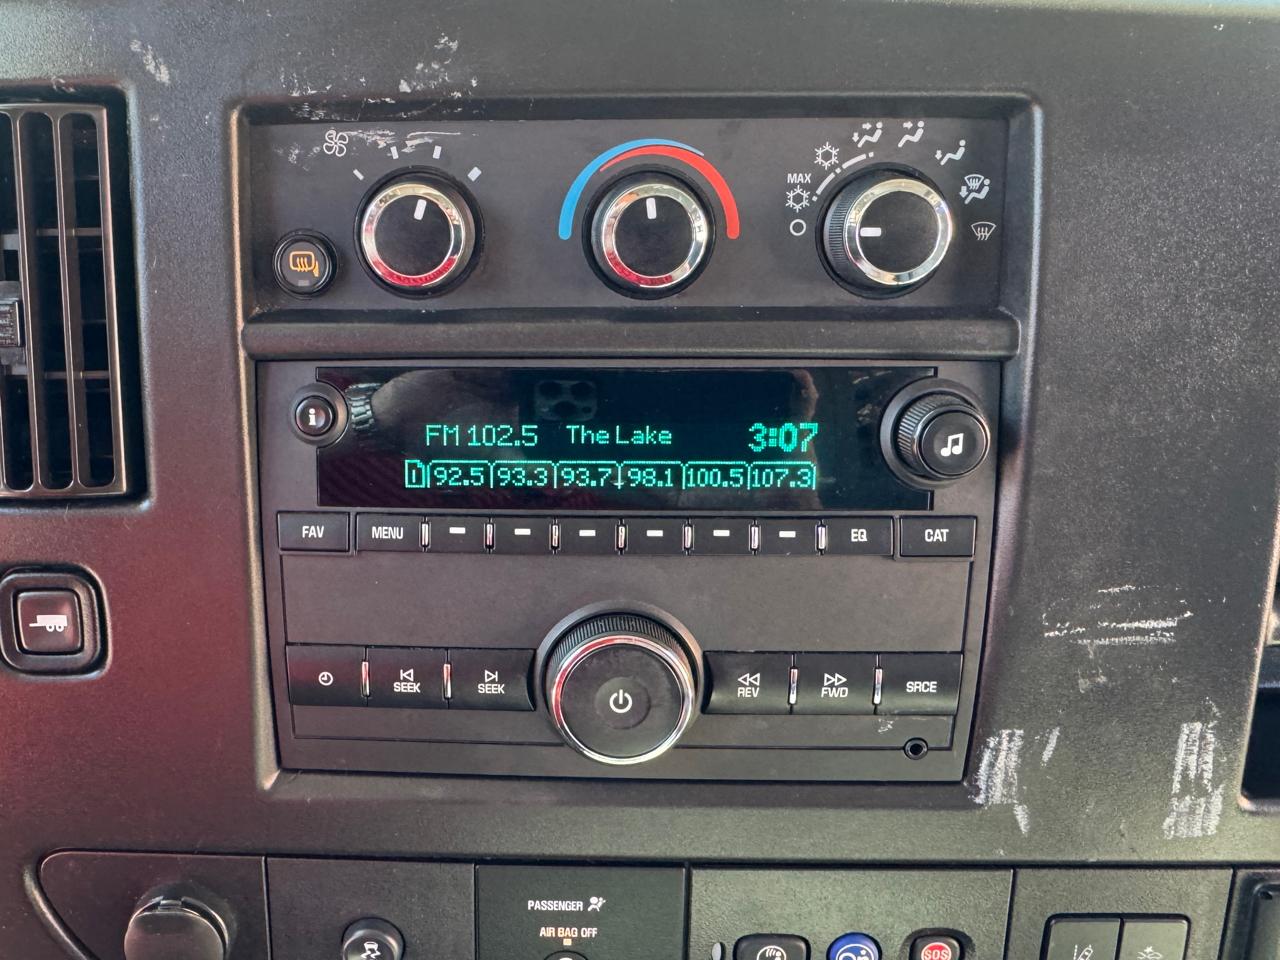 MAX
i
FM 102.5 The Lake 3:07
1 92.5 93.3 93.7 98.1 100.5 107.3
FAV MENU EQ CAT
SEEK SEEK REV FWD SRCE
PASSENGER
AIR BAG OFF
SOS